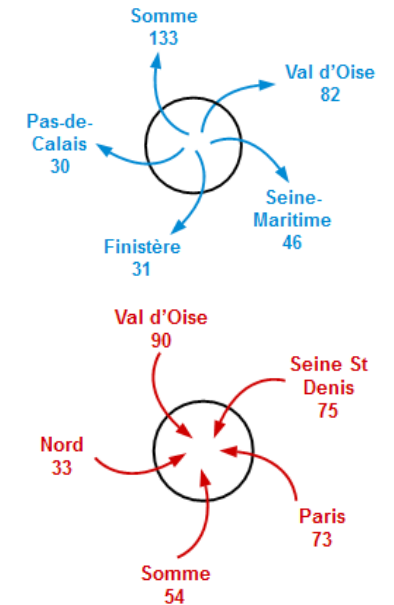 Somme
133
Val d'Oise
82
Pas-de-
Calais
30
Seine-
Maritime
46
Finistère
31
Val d'Oise
90
Seine St
Denis
75
Nord
33
Paris
73
Somme
54